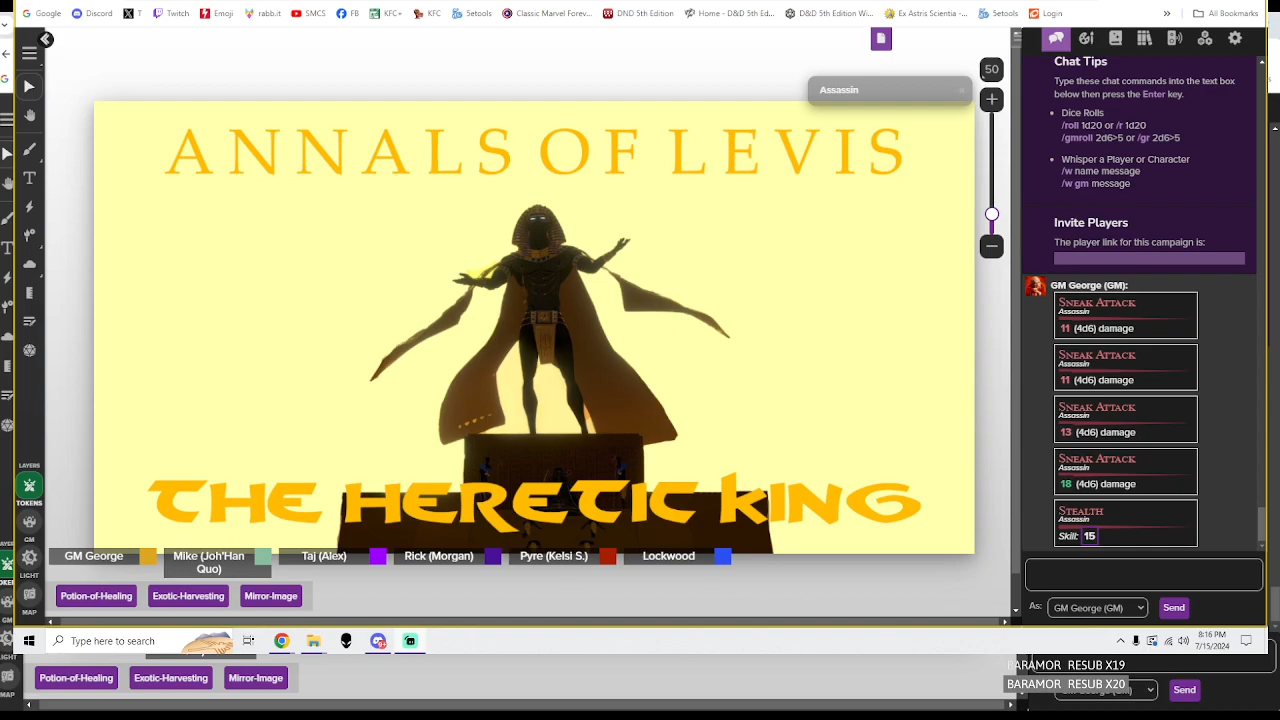 Google
Discord
T
Twitch
Emoji
rabb.it
SMCS
FB
KFC+
KFC
5etools
Classic Marvel Forev...
DND 5th Edition
Home - D&D 5th Ed...
D&D 5th Edition Wi...
Ex Astris Scientia -...
5etools
Login
»
All Bookmarks
50
Assassin
ANNALS OF LEVIS
THE HERETIC KING
Chat Tips
Type these chat commands into the text box
below then press the Enter key.
• Dice Rolls
/roll 1d20 or /r 1d20
/gmroll 2d6>5 or /gr 2d6>5
• Whisper a Player or Character
/w name message
/w gm message
Invite Players
The player link for this campaign is:
GM George (GM):
SNEAK ATTACK
Assassin
11 (4d6) damage
SNEAK ATTACK
Assassin
11 (4d6) damage
SNEAK ATTACK
Assassin
13 (4d6) damage
SNEAK ATTACK
Assassin
18 (4d6) damage
STEALTH
Assassin
Skill: 15
As:
GM George (GM)
Send
LAYERS
TOKENS
GM
LIGHT
MAP
GM George
Mike (Joh'Han
Quo)
Taj (Alex)
Rick (Morgan)
Pyre (Kelsi S.)
Lockwood
Potion-of-Healing
Exotic-Harvesting
Mirror-Image
Type here to search
8:16 PM
7/15/2024
MAP
Potion-of-Healing
Exotic-Harvesting
Mirror-Image
BARAMOR RESUB X19
BARAMOR RESUB X20
Send